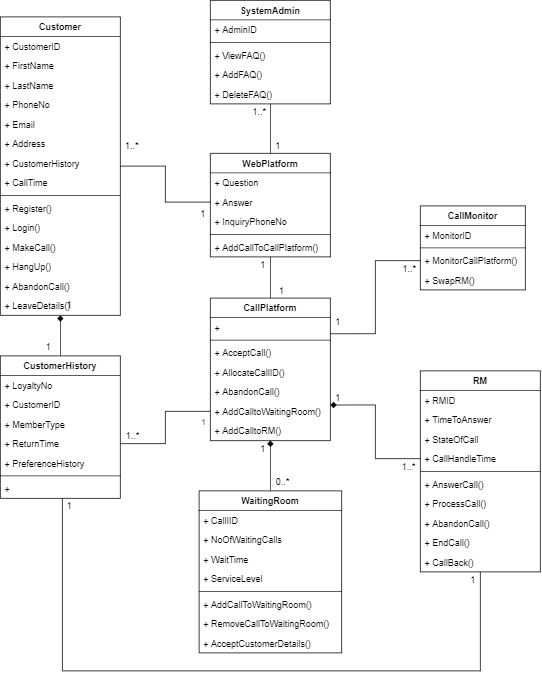 SystemAdmin
+ AdminID
+ ViewFAQ()
+ AddFAQ()
+ DeleteFAQ()
1..*
1
Customer
+ CustomerID
+ FirstName
+ LastName
+ PhoneNo
+ Email
+ Address
+ CustomerHistory
+ CallTime
+ Register()
+ Login()
+ MakeCall()
+ HangUp()
+ AbandonCall()
+ LeaveDetails()
1
1
1..*
1
WebPlatform
+ Question
+ Answer
+ InquiryPhoneNo
+ AddCallToCallPlatform()
1
1
CallMonitor
+ MonitorID
+ MonitorCallPlatform()
+ SwapRM()
1..*
1
CallPlatform
+
+ AcceptCall()
+ AllocateCallID()
+ AbandonCall()
+ AddCalltoWaitingRoom()
+ AddCalltoRM()
1
1..*
1
1..*
1
0..*
CustomerHistory
+ LoyaltyNo
+ CustomerID
+ MemberType
+ ReturnTime
+ PreferenceHistory
+
1
RM
+ RMID
+ TimeToAnswer
+ StateOfCall
+ CallHandleTime
+ AnswerCall()
+ ProcessCall()
+ AbandonCall()
+ EndCall()
+ CallBack()
1
WaitingRoom
+ CallIID
+ NoOfWaitingCalls
+ WaitTime
+ ServiceLevel
+ AddCallToWaitingRoom()
+ RemoveCallToWaitingRoom()
+ AcceptCustomerDetails()